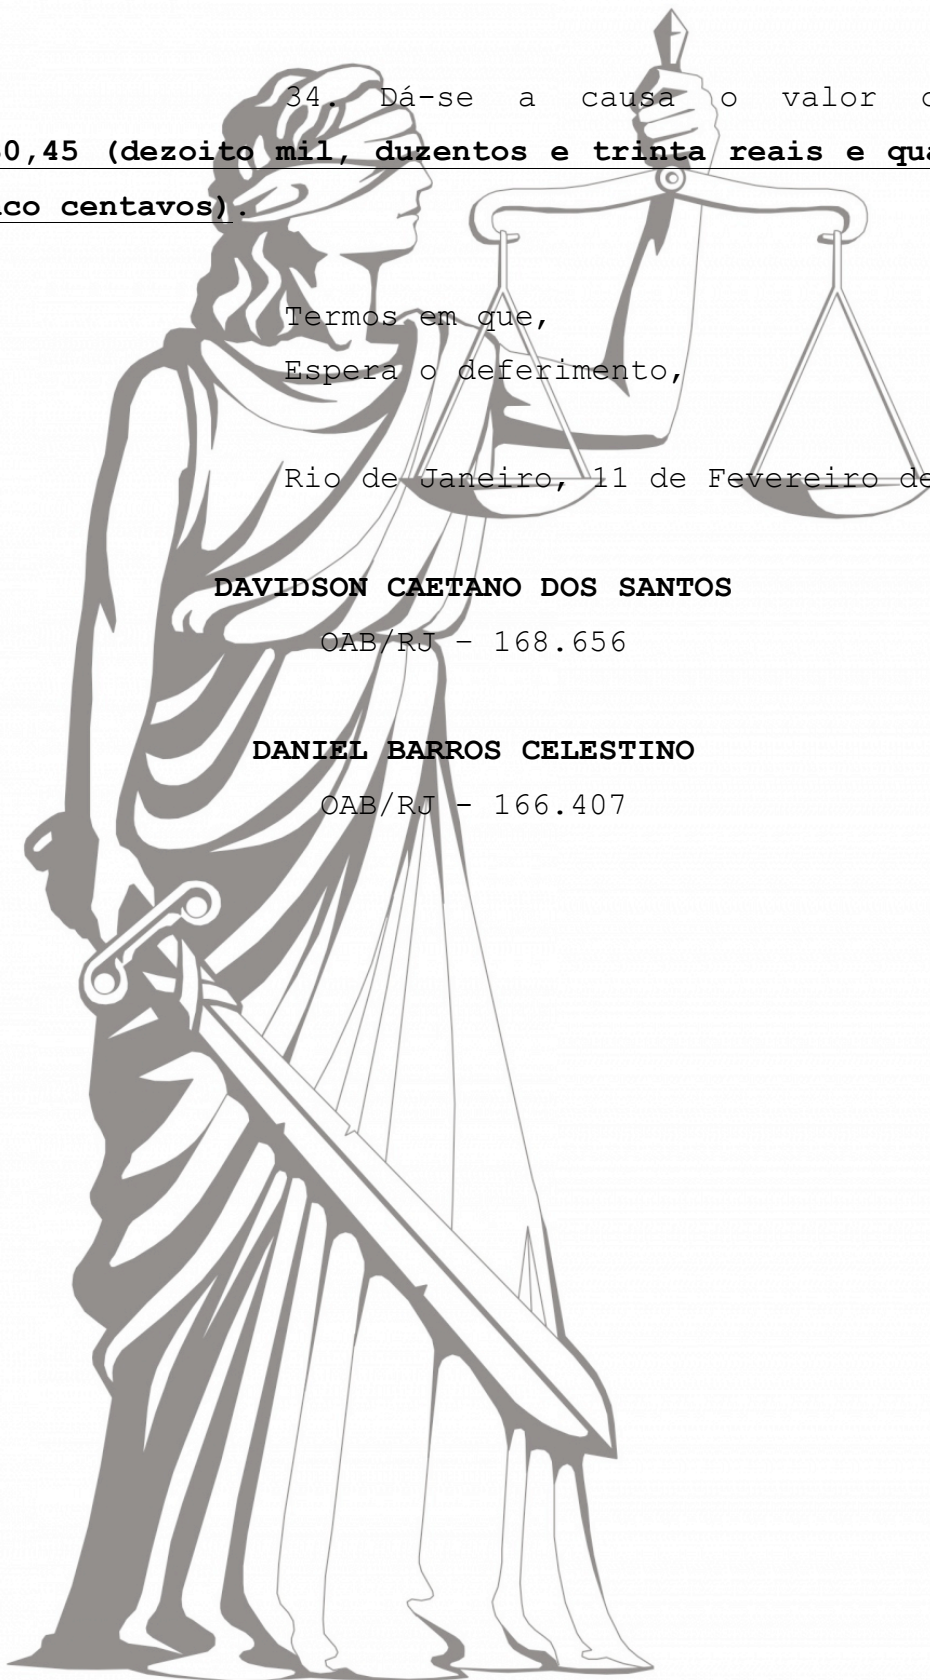 34. Dá-se a causa o valor
0,45 (dezoito mil, duzentos e trinta reais e
centavos).
Termos em que,
Espera o deferimento,
Rio de Janeiro, 11 de Fevereiro de
DAVIDSON CAETANO DOS SANTOS
OAB/RJ – 168.656
DANIEL BARROS CELESTINO
OAB/RJ - 166.407